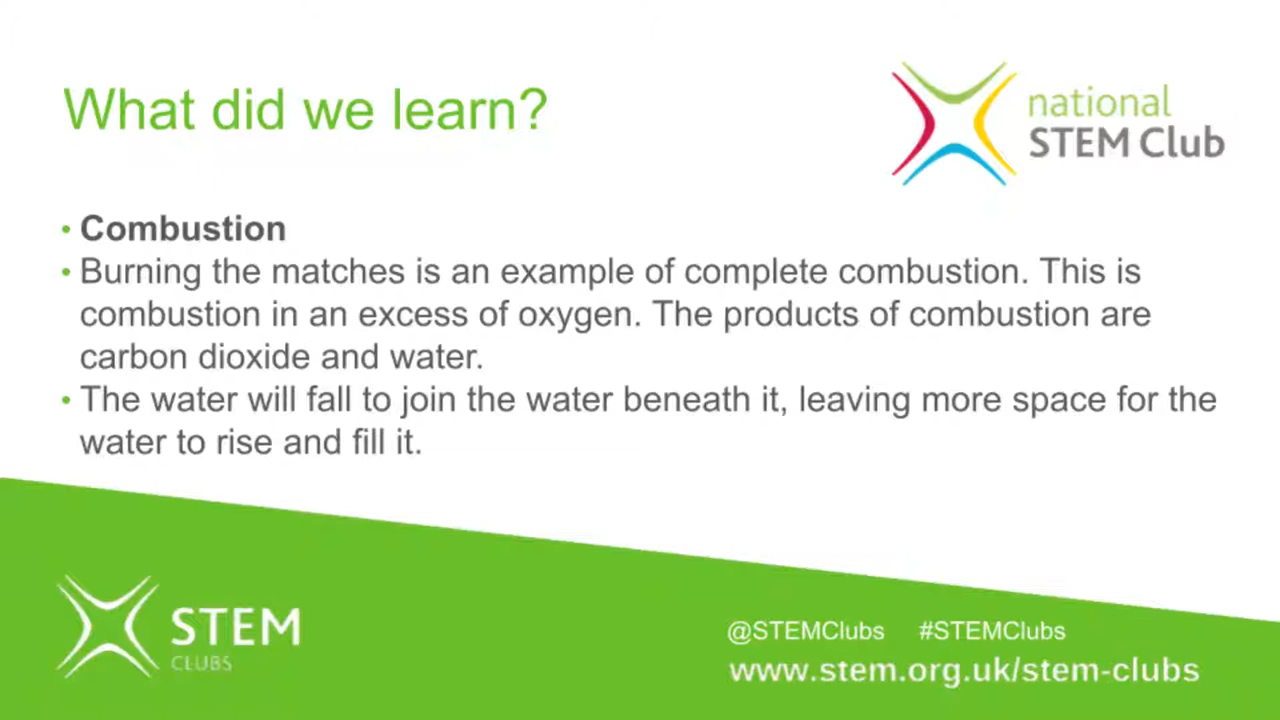 What did we learn?
national
STEM Club
• Combustion
• Burning the matches is an example of complete combustion. This is
combustion in an excess of oxygen. The products of combustion are
carbon dioxide and water.
• The water will fall to join the water beneath it, leaving more space for the
water to rise and fill it.
STEM
CLUBS
@STEMClubs #STEMClubs
www.stem.org.uk/stem-clubs